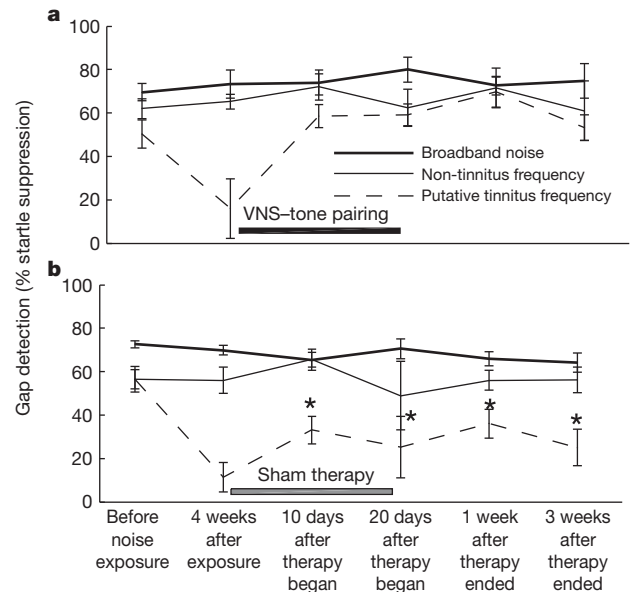 a
100
80
60
40
20
0
Broadband noise
Non-tinnitus frequency
Putative tinnitus frequency
VNS–tone pairing
Gap detection (% startle suppression)
b
100
80
60
40
20
0
*
*
*
*
Sham therapy
Before
noise
exposure
4 weeks
after
exposure
10 days
after
therapy
began
20 days
after
therapy
began
1 week
after
therapy
ended
3 weeks
after
therapy
ended